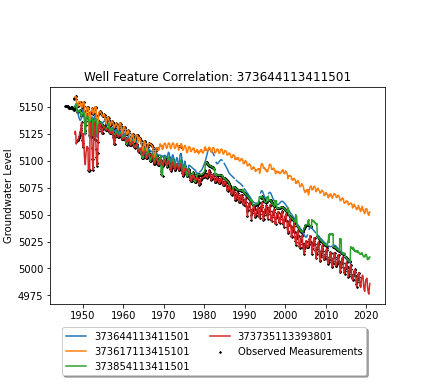 Well Feature Correlation: 373644113411501
Groundwater Level
5150
5125
5100
5075
5050
5025
5000
4975
1950 1960 1970 1980 1990 2000 2010 2020
373644113411501 373735113393801
373617113415101 Observed Measurements
373854113411501